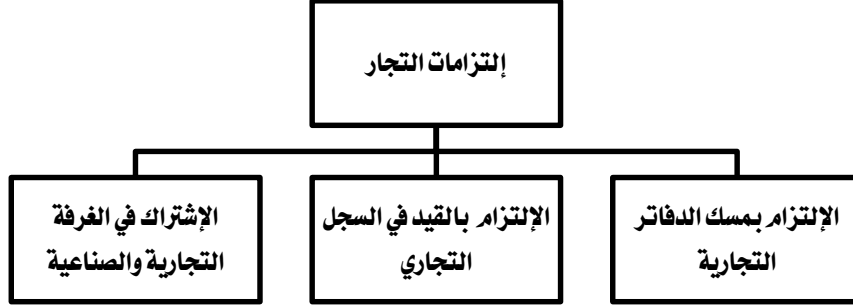 إلتزامات التجار
الإلتزام بمسك الدفاتر
التجارية
الإلتزام بالقيد في السجل
التجاري
الإشتراك في الغرفة
التجارية والصناعية